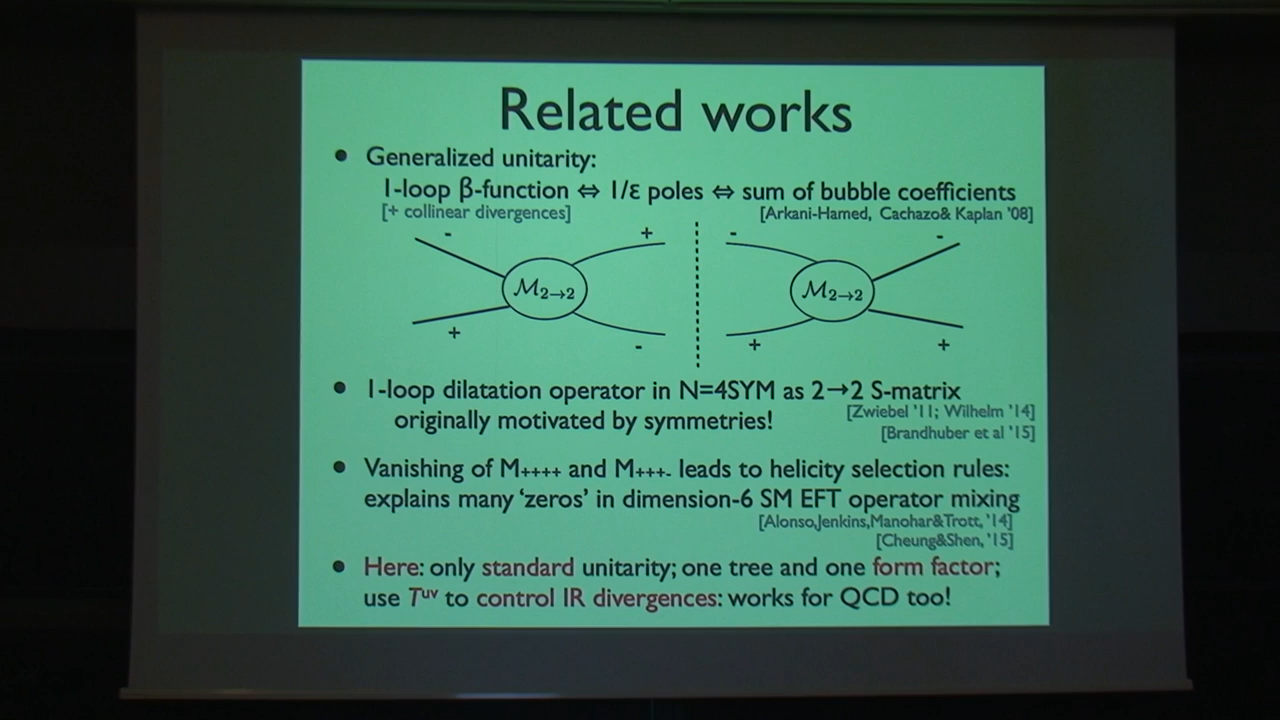 Related works
• Generalized unitarity:
1-loop β-function ⇔ 1/ε poles ⇔ sum of bubble coefficients
[+ collinear divergences] [Arkani-Hamed, Cachazo& Kaplan '08]
- + - -
M2→2 M2→2
+ - + +
• 1-loop dilatation operator in N=4SYM as 2→2 S-matrix
[Zwiebel '11; Wilhelm '14]
originally motivated by symmetries!
[Brandhuber et al '15]
• Vanishing of M++++ and M+++- leads to helicity selection rules:
explains many 'zeros' in dimension-6 SM EFT operator mixing
[Alonso,Jenkins,Manohar&Trott, '14]
[Cheung&Shen, '15]
• Here: only standard unitarity; one tree and one form factor;
use Tuv to control IR divergences: works for QCD too!